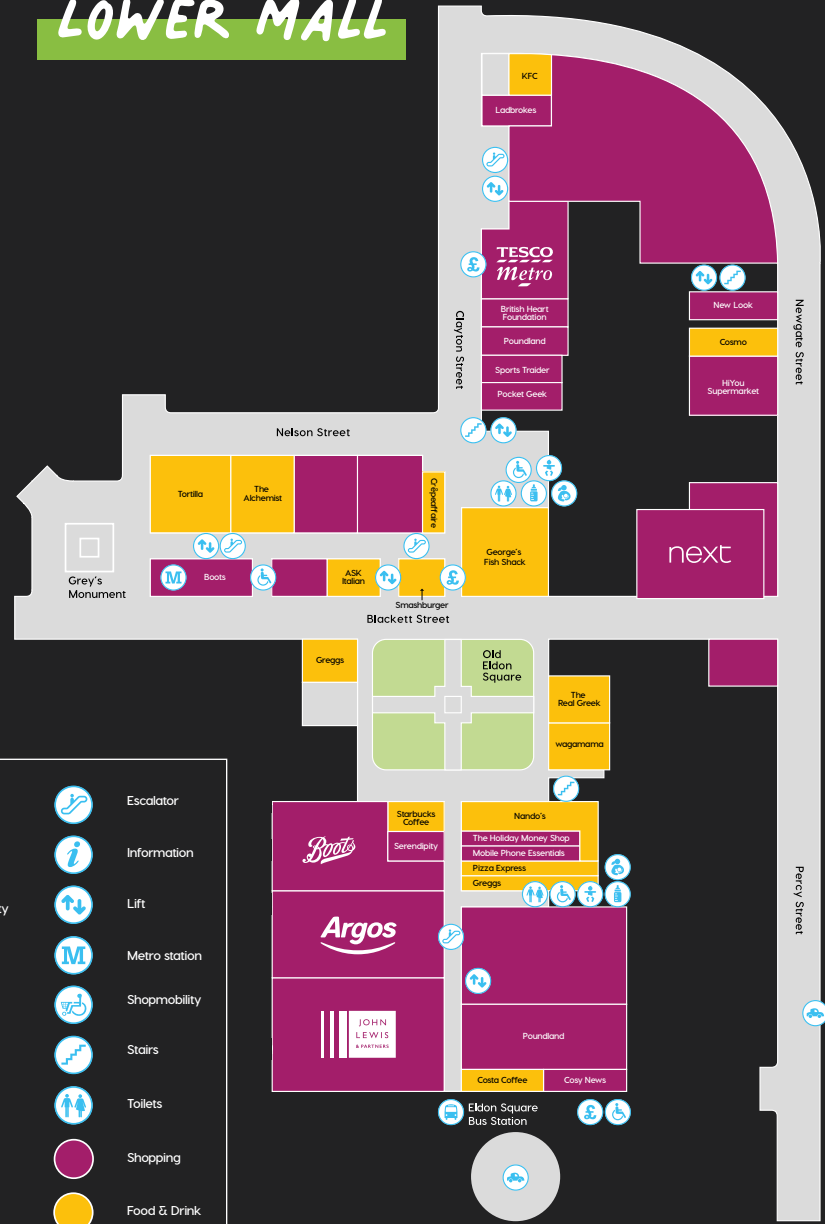 LOWER MALL
KFC
Ladbrokes
£
TESCO
metro
British Heart
Foundation
Poundland
Sports Traider
Pocket Geek
Clayton Street
New Look
Cosmo
HiYou
Supermarket
Newgate Street
Nelson Street
Tortilla
The
Alchemist
Crêpeaffaire
George's
Fish Shack
next
M
Boots
ASK
Italian
£
Smashburger
Grey's
Monument
Blackett Street
Greggs
Old
Eldon
Square
The
Real Greek
wagamama
Boots
Starbucks
Coffee
Serendipity
Nando's
The Holiday Money Shop
Mobile Phone Essentials
Pizza Express
Greggs
Argos
JOHN
LEWIS
& PARTNERS
Poundland
Costa Coffee
Cosy News
Eldon Square
Bus Station
£
Percy Street
Escalator
i
Information
Lift
M
Metro station
Shopmobility
Stairs
Toilets
Shopping
Food & Drink